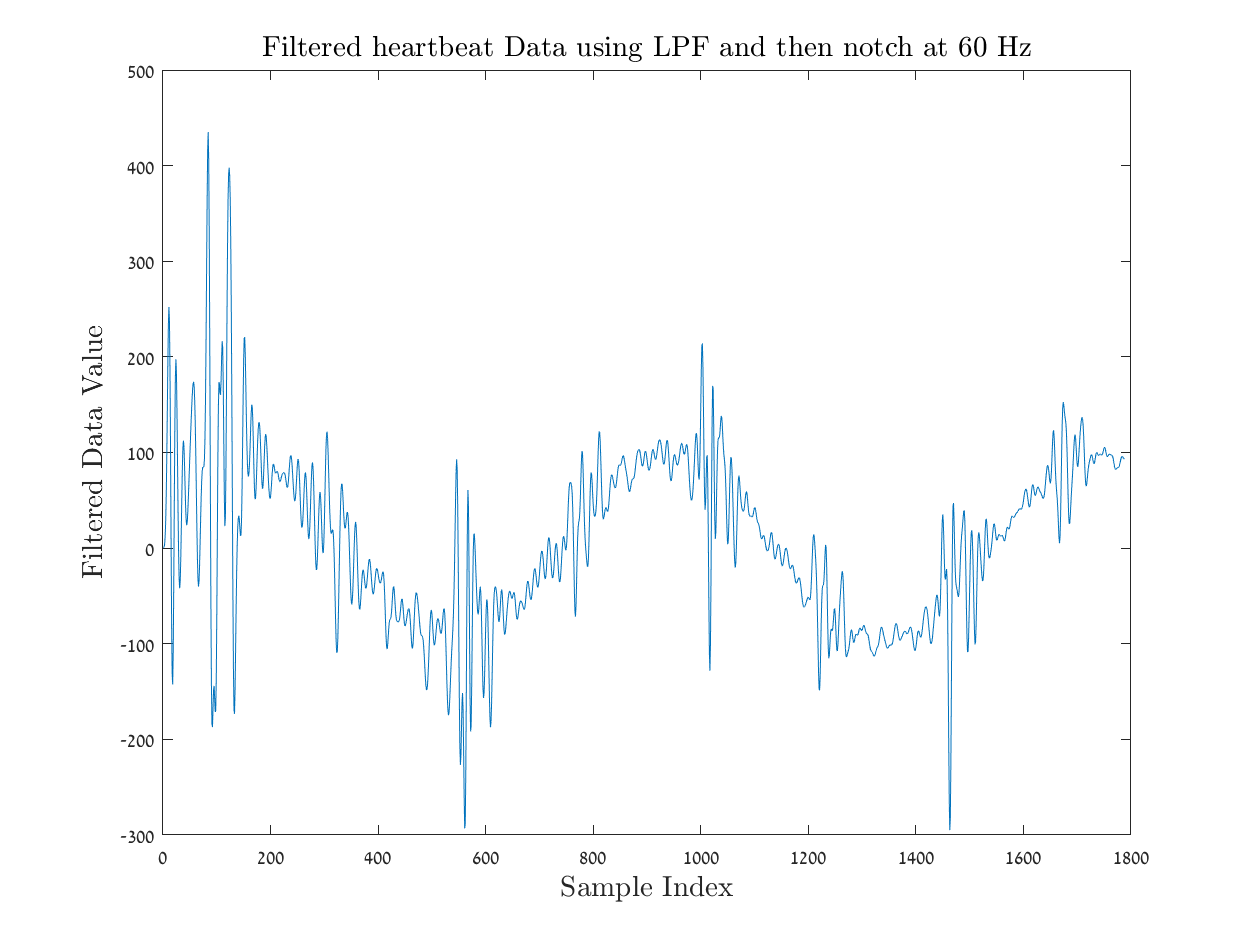 Filtered heartbeat Data using LPF and then notch at 60 Hz
500
400
300
200
100
0
-100
-200
-300
Filtered Data Value
0 200 400 600 800 1000 1200 1400 1600 1800
Sample Index